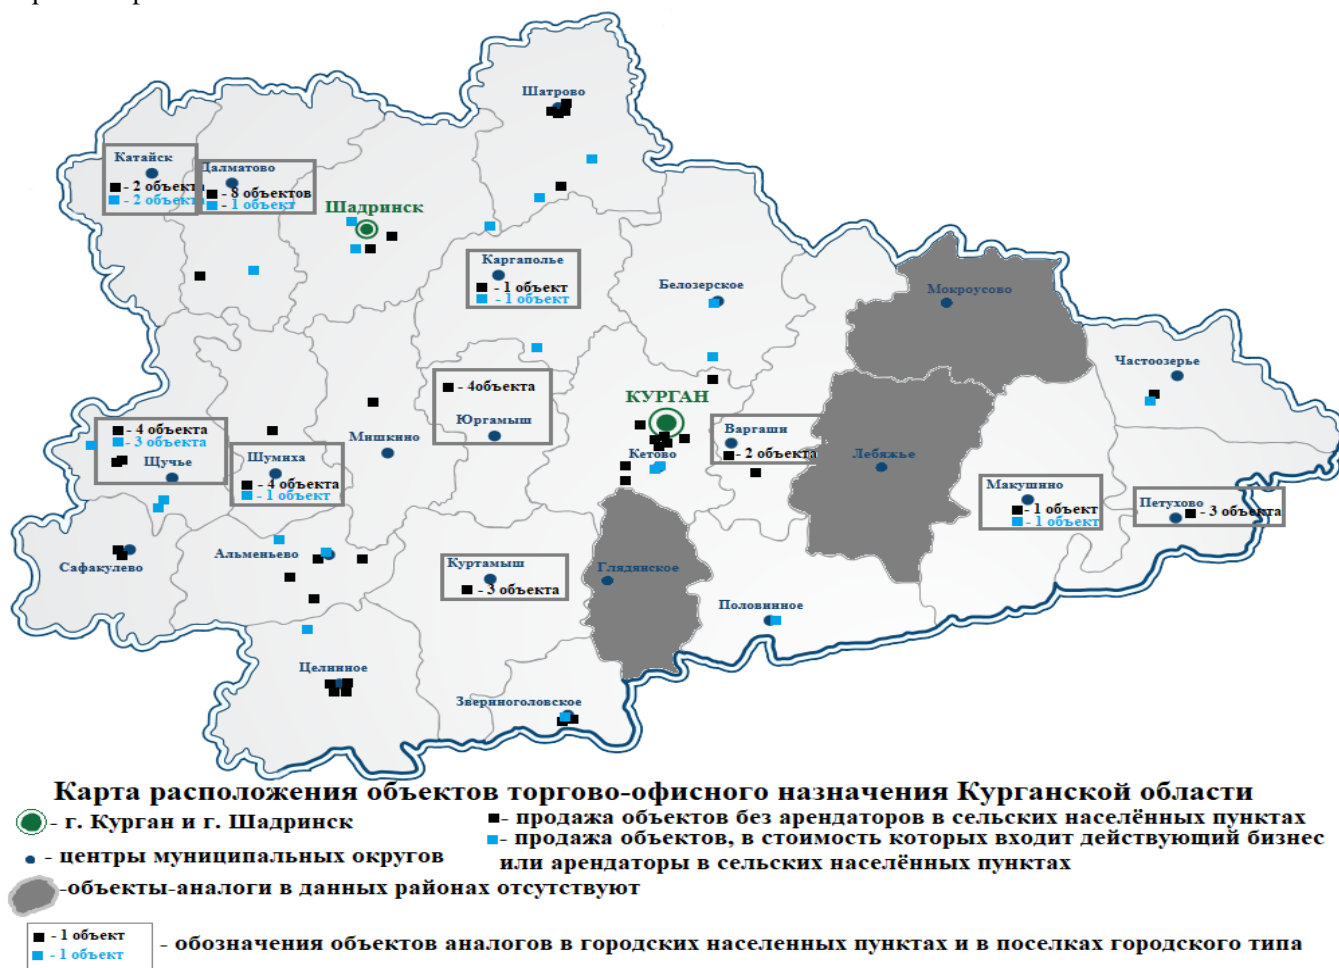 Шатрово
Катайск
- 2 объекта
- 2 объекта
Далматово
- 8 объектов
- 1 объект
Шадринск
Каргаполье
- 1 объект
- 1 объект
Белозерское
Мокроусово
Частоозерье
- 4объекта
Юргамыш
КУРГАН
- 4 объекта
- 3 объекта
Щучье
Шумиха
- 4 объекта
- 1 объект
Мишкино
Кетово
Варгаши
- 2 объекта
Лебяжье
Макушино
- 1 объект
- 1 объект
Петухово
- 3 объекта
Сафакулево
Альменьево
Куртамыш
- 3 объекта
Глядянское
Половинное
Целинное
Звериноголовское
Карта расположения объектов торгово-офисного назначения Курганской области
- г. Курган и г. Шадринск
- центры муниципальных округов
-объекты-аналоги в данных районах отсутствуют
- продажа объектов без арендаторов в сельских населённых пунктах
- продажа объектов, в стоимость которых входит действующий бизнес
или арендаторы в сельских населённых пунктах
- 1 объект
- 1 объект
- обозначения объектов аналогов в городских населенных пунктах и в поселках городского типа